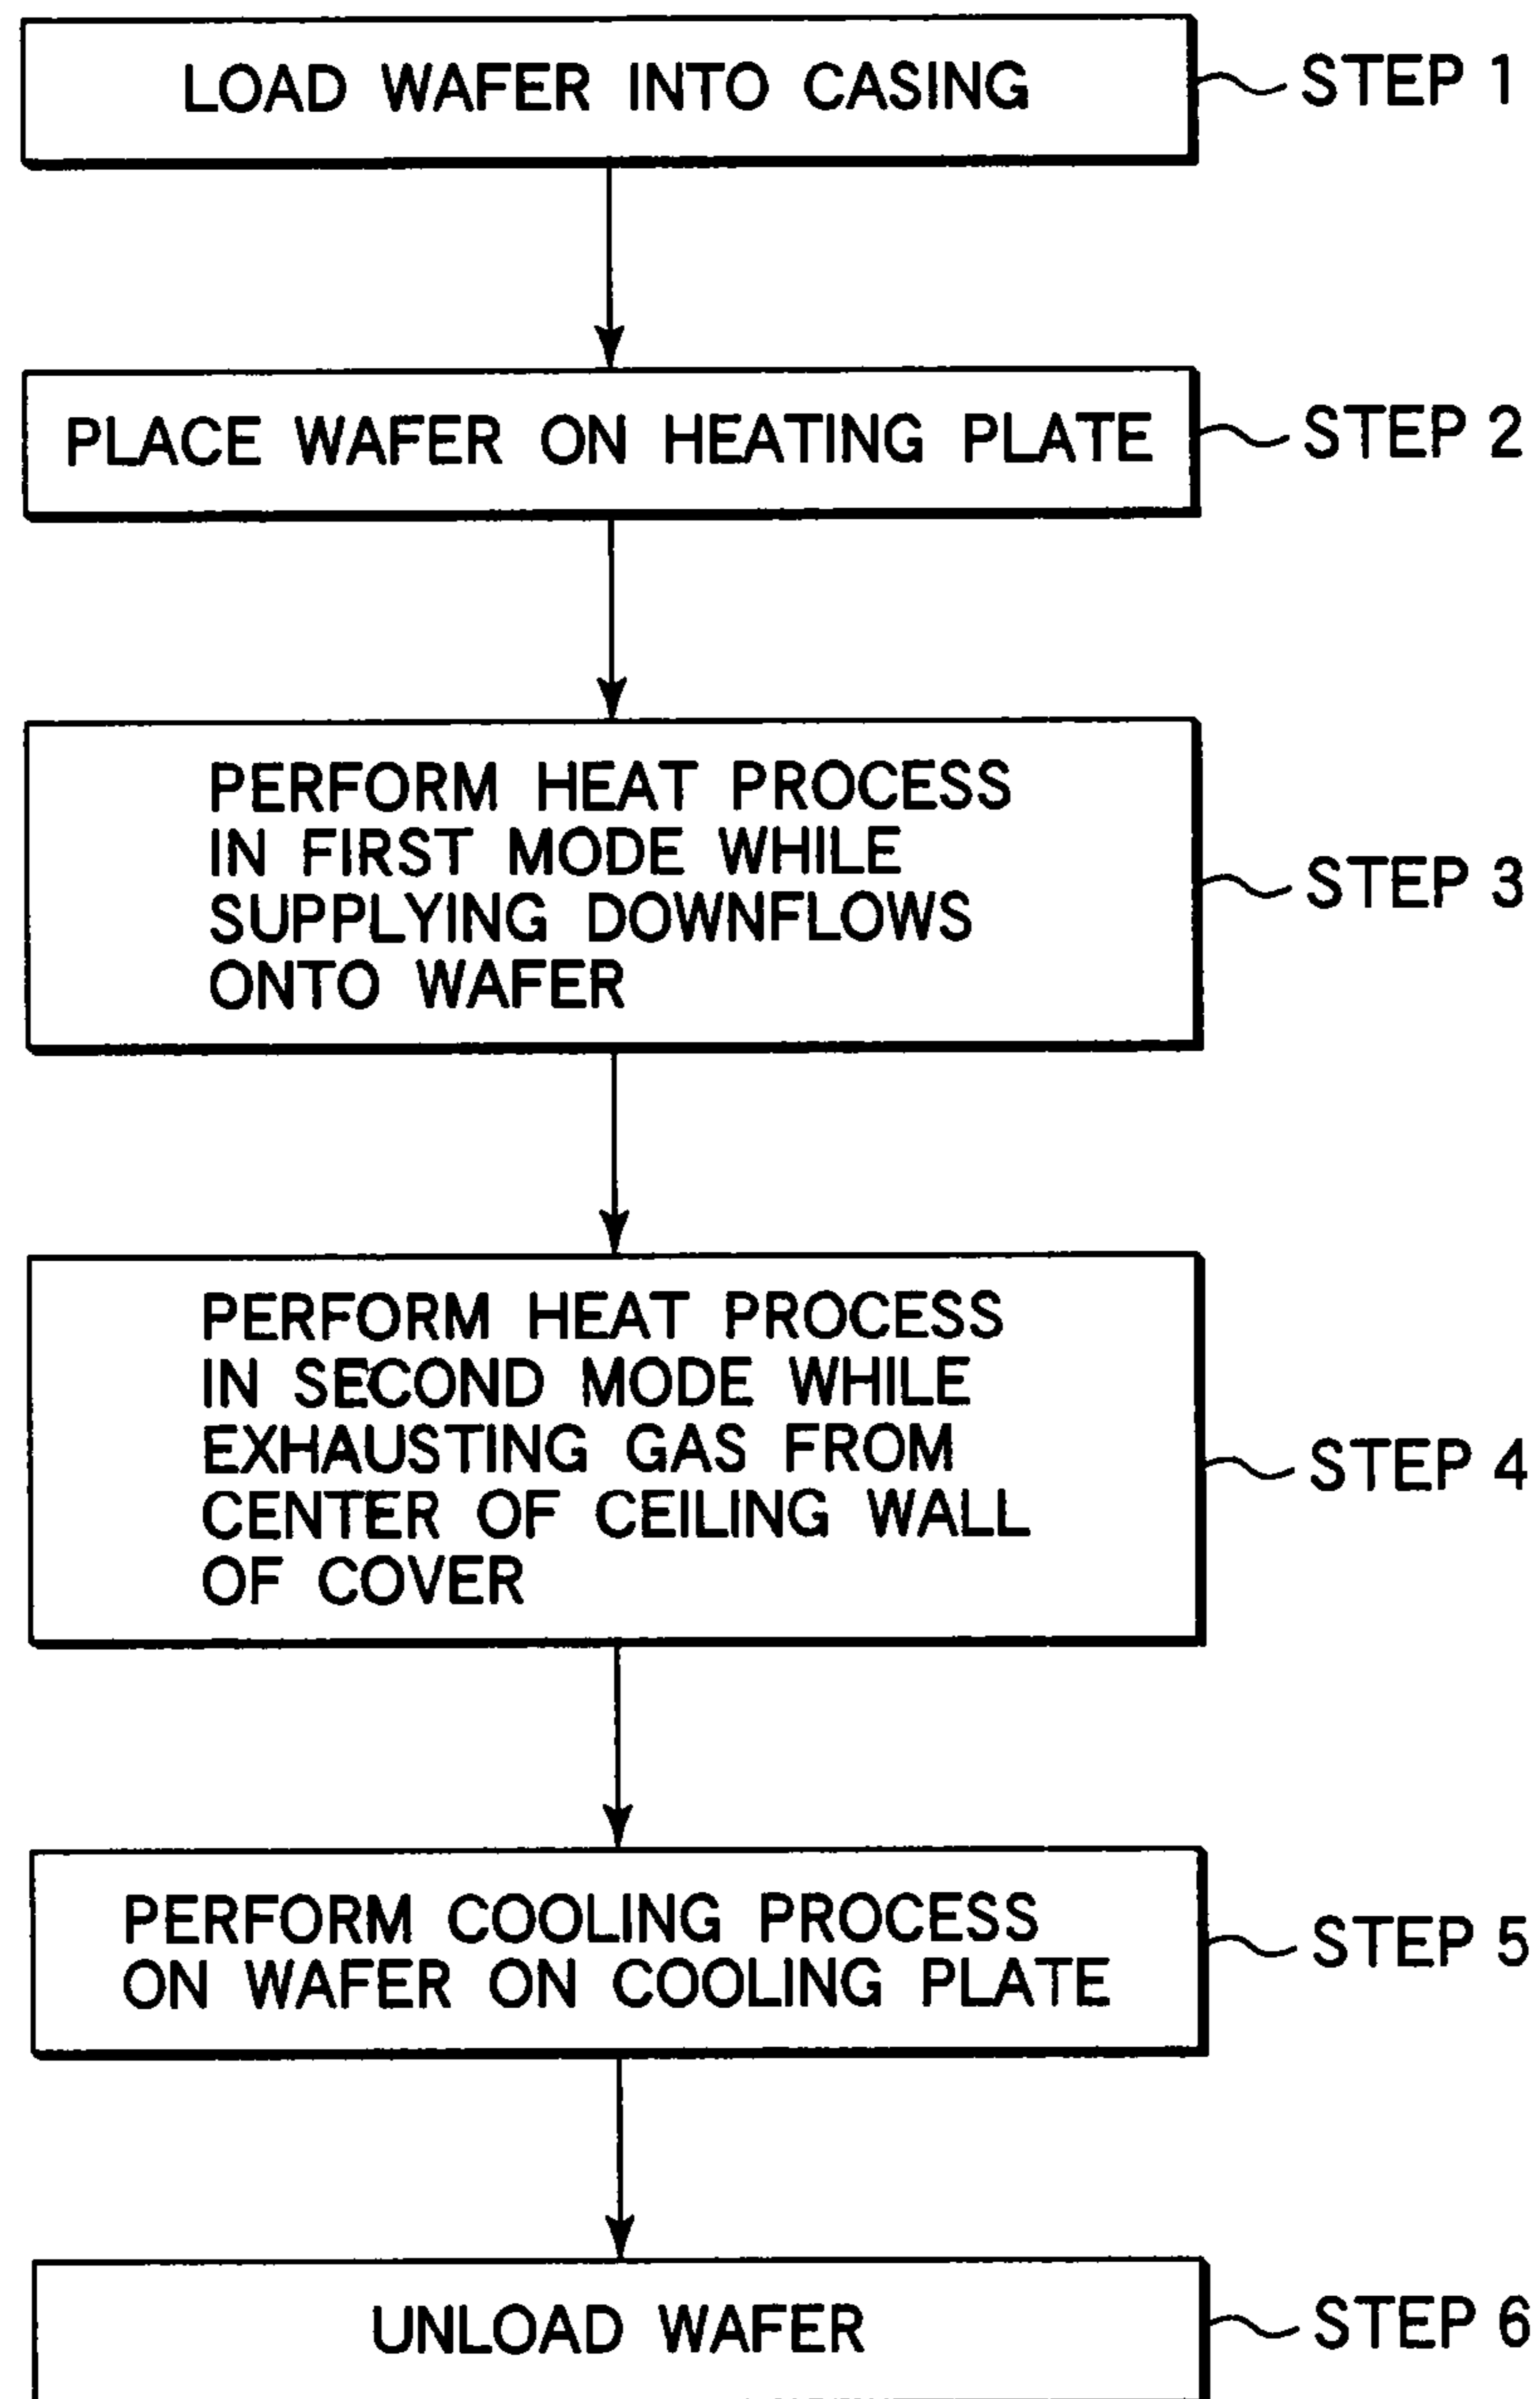 LOAD WAFER INTO CASING
STEP 1
PLACE WAFER ON HEATING PLATE
STEP 2
PERFORM HEAT PROCESS
IN FIRST MODE WHILE
SUPPLYING DOWNFLOWS
ONTO WAFER
STEP 3
PERFORM HEAT PROCESS
IN SECOND MODE WHILE
EXHAUSTING GAS FROM
CENTER OF CEILING WALL
OF COVER
STEP 4
PERFORM COOLING PROCESS
ON WAFER ON COOLING PLATE
STEP 5
UNLOAD WAFER
STEP 6